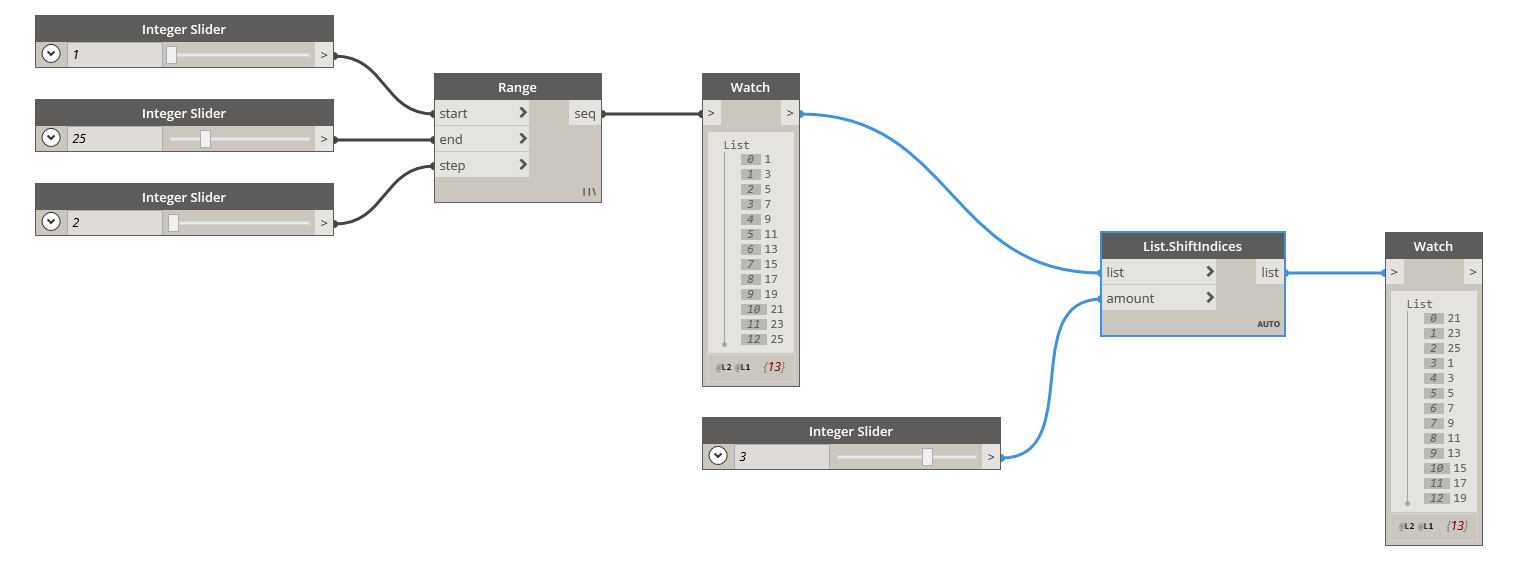 Integer Slider
1 >
Integer Slider
25 >
Integer Slider
2 >
Range
start > seq
end >
step >
Watch
> >
List
0 1
1 3
2 5
3 7
4 9
5 11
6 13
7 15
8 17
9 19
10 21
11 23
12 25
@L2 @L1 {13}
Integer Slider
3 >
List.ShiftIndices
list > list
amount >
AUTO
Watch
> >
List
0 21
1 23
2 25
3 1
4 3
5 5
6 7
7 9
8 11
9 13
10 15
11 17
12 19
@L2 @L1 {13}